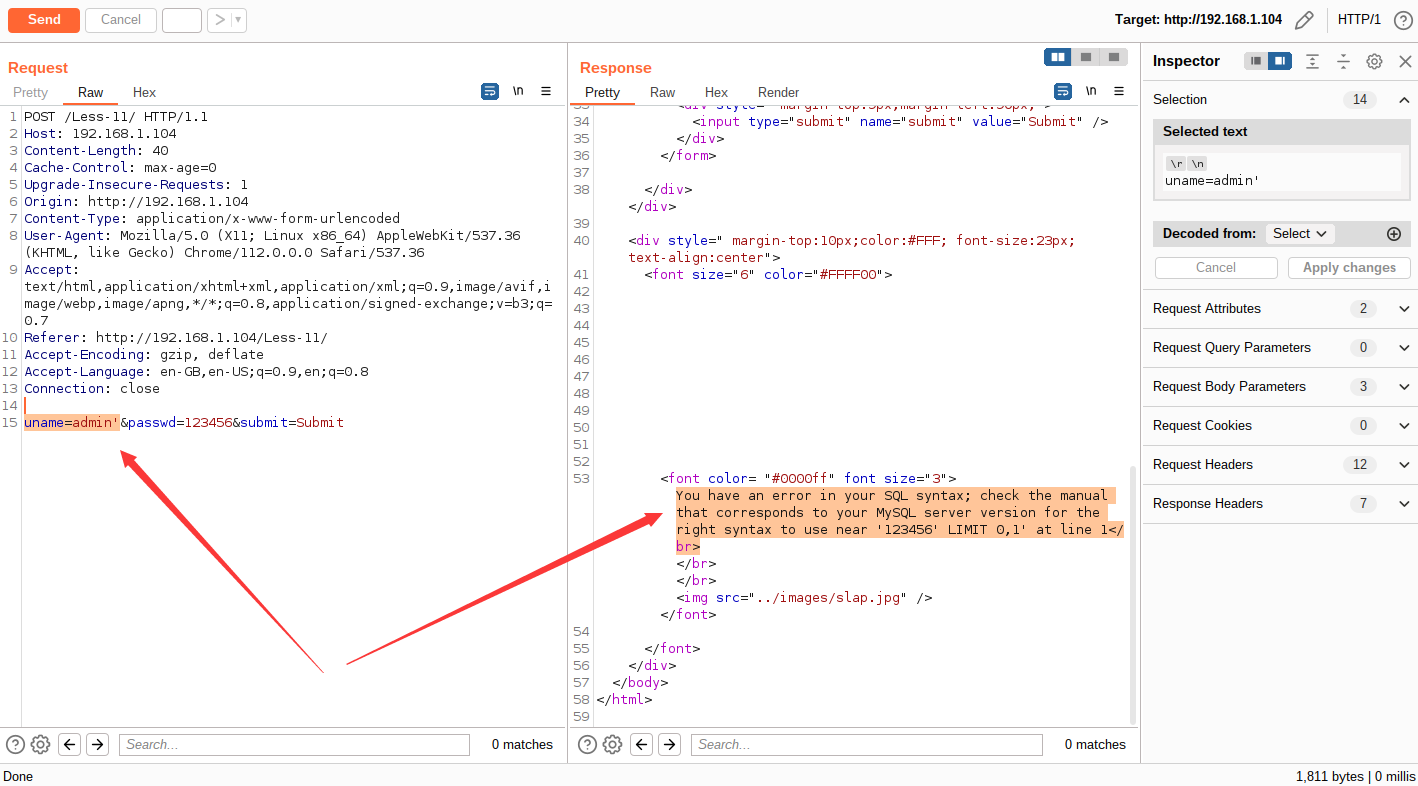 Send
Cancel
Target: http://192.168.1.104
HTTP/1
Request
Pretty
Raw
Hex
\n
1 POST /Less-11/ HTTP/1.1
2 Host: 192.168.1.104
3 Content-Length: 40
4 Cache-Control: max-age=0
5 Upgrade-Insecure-Requests: 1
6 Origin: http://192.168.1.104
7 Content-Type: application/x-www-form-urlencoded
8 User-Agent: Mozilla/5.0 (X11; Linux x86_64) AppleWebKit/537.36
(KHTML, like Gecko) Chrome/112.0.0.0 Safari/537.36
9 Accept:
text/html,application/xhtml+xml,application/xml;q=0.9,image/avif,i
mage/webp,image/apng,*/*;q=0.8,application/signed-exchange;v=b3;q=
0.7
10 Referer: http://192.168.1.104/Less-11/
11 Accept-Encoding: gzip, deflate
12 Accept-Language: en-GB,en-US;q=0.9,en;q=0.8
13 Connection: close
14
15 uname=admin'&passwd=123456&submit=Submit
Search...
0 matches
Response
Pretty
Raw
Hex
Render
\n
33 <div style=" margin-top:5px;margin-left:50px;">
34 <input type="submit" name="submit" value="Submit" />
35 </div>
36 </form>
37
38 </div>
</div>
39
40 <div style=" margin-top:10px;color:#FFF; font-size:23px;
text-align:center">
41 <font size="6" color="#FFFF00">
42
43
44
45
46
47
48
49
50
51
52
53 <font color= "#0000ff" font size="3">
You have an error in your SQL syntax; check the manual
that corresponds to your MySQL server version for the
right syntax to use near '123456' LIMIT 0,1' at line 1</
br>
</br>
</br>
<img src="../images/slap.jpg" />
</font>
54
55 </font>
56 </div>
57 </body>
58 </html>
59
Search...
0 matches
Inspector
Selection 14
Selected text
\r \n
uname=admin'
Decoded from: Select
Cancel
Apply changes
Request Attributes 2
Request Query Parameters 0
Request Body Parameters 3
Request Cookies 0
Request Headers 12
Response Headers 7
Done
1,811 bytes | 0 millis